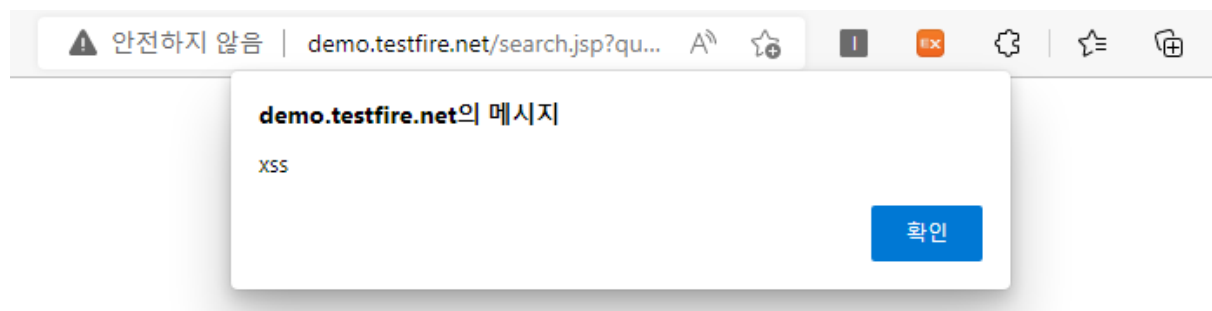 안전하지 않음 | demo.testfire.net/search.jsp?qu... A
I EX
demo.testfire.net의 메시지
xss
확인